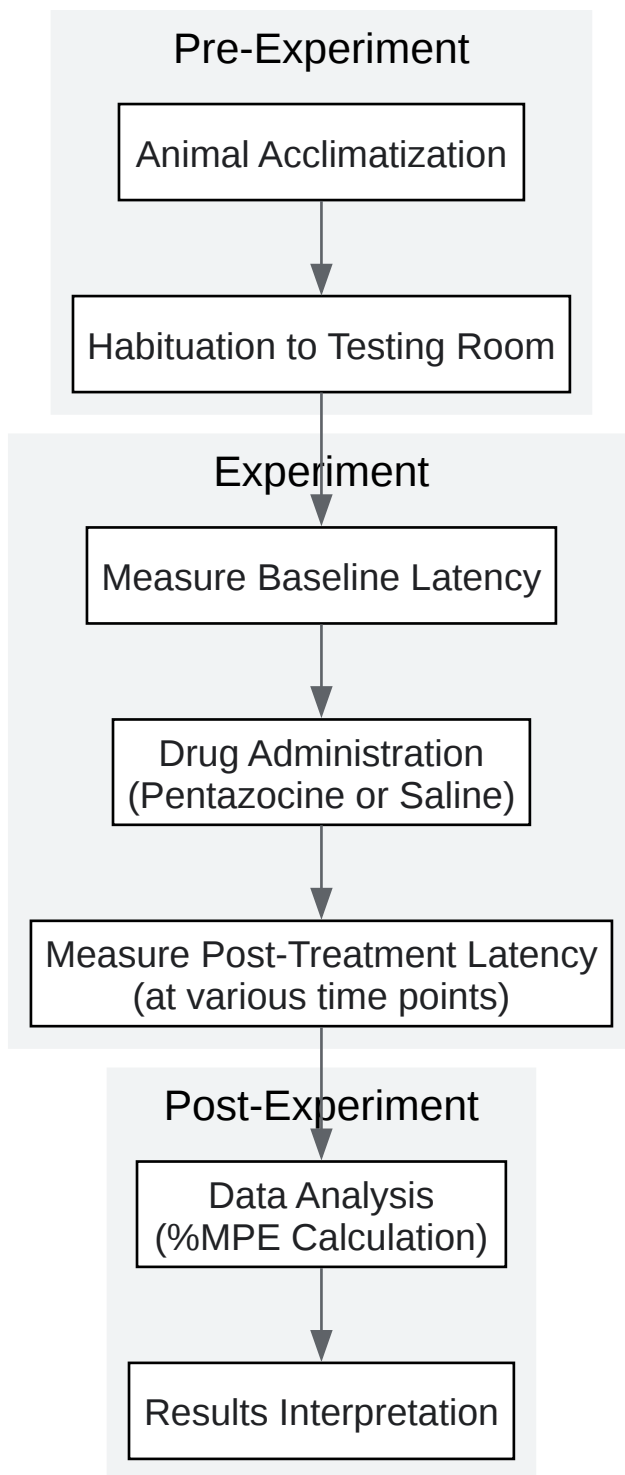 Pre-Experiment
Animal Acclimatization
Habituation to Testing Room
Experiment
Measure Baseline Latency
Drug Administration
(Pentazocine or Saline)
Measure Post-Treatment Latency
(at various time points)
Post-Experiment
Data Analysis
(%MPE Calculation)
Results Interpretation